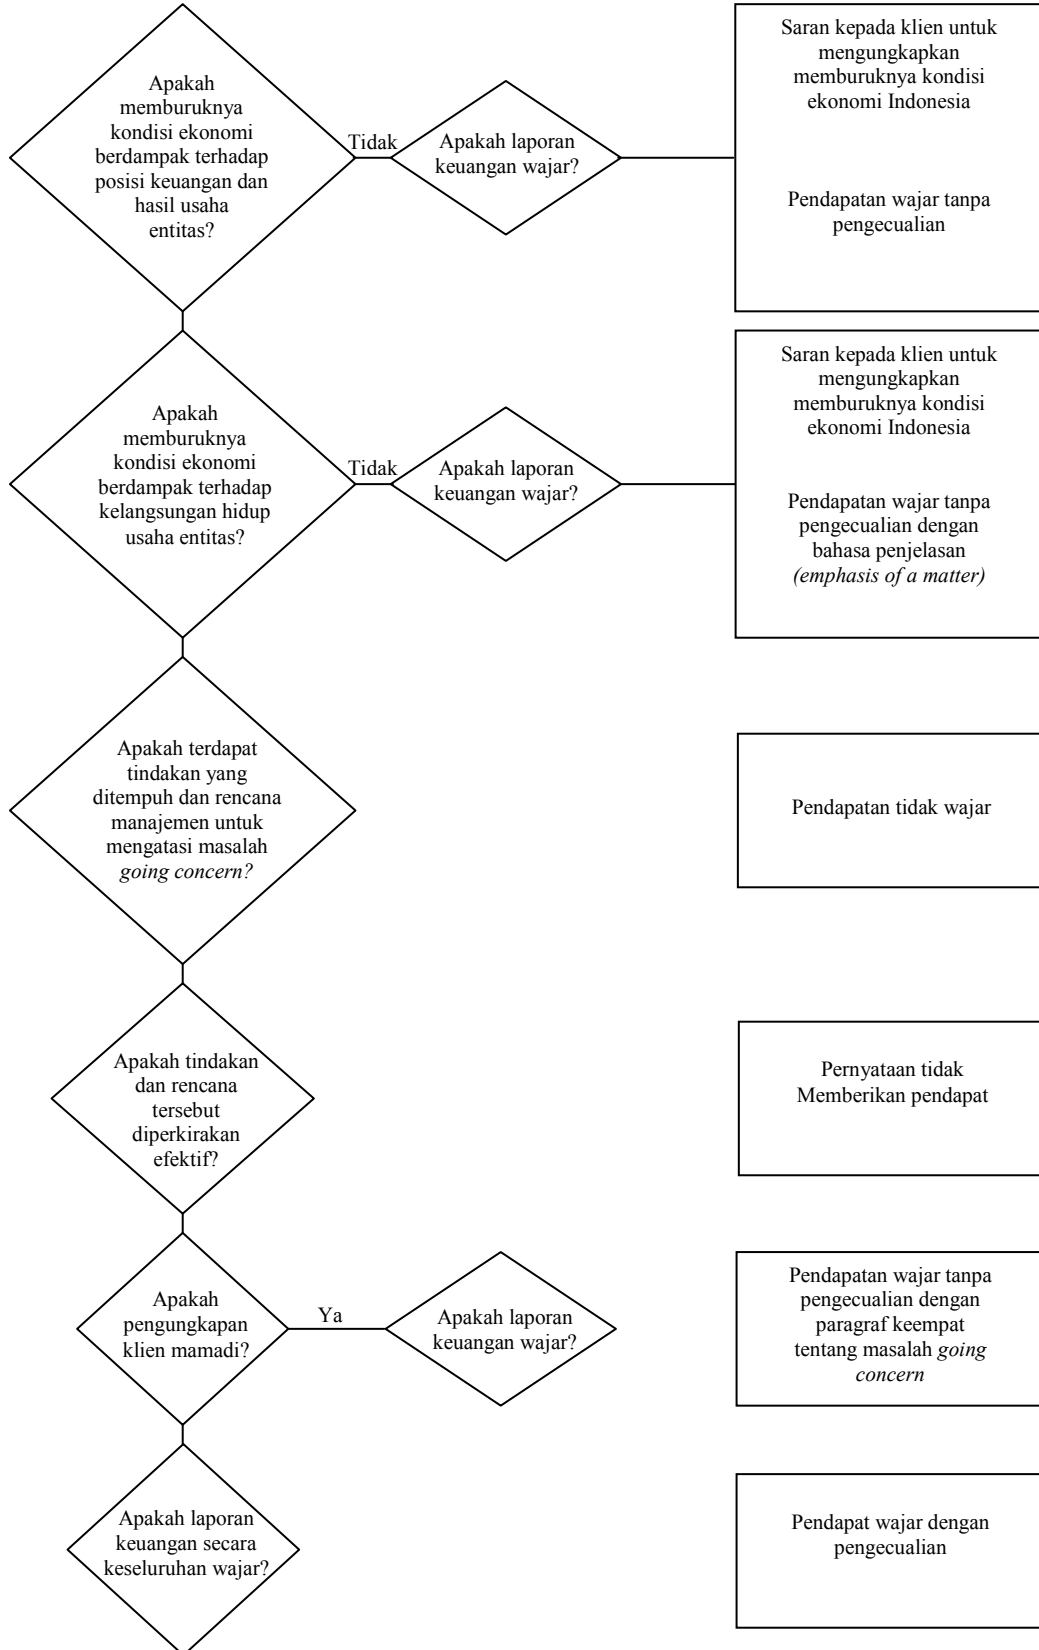 Apakah
memburuknya
kondisi ekonomi
berdampak terhadap
posisi keuangan dan
hasil usaha
entitas?
Tidak
Apakah laporan
keuangan wajar?
Saran kepada klien untuk
mengungkapkan
memburuknya kondisi
ekonomi Indonesia
Pendapatan wajar tanpa
pengecualian
Apakah
memburuknya
kondisi ekonomi
berdampak terhadap
kelangsungan hidup
usaha entitas?
Tidak
Apakah laporan
keuangan wajar?
Saran kepada klien untuk
mengungkapkan
memburuknya kondisi
ekonomi Indonesia
Pendapatan wajar tanpa
pengecualian dengan
bahasa penjelasan
(emphasis of a matter)
Apakah terdapat
tindakan yang
ditempuh dan rencana
manajemen untuk
mengatasi masalah
going concern?
Pendapatan tidak wajar
Apakah tindakan
dan rencana
tersebut
diperkirakan
efektif?
Pernyataan tidak
Memberikan pendapat
Apakah
pengungkapan
klien mamadi?
Ya
Apakah laporan
keuangan wajar?
Pendapatan wajar tanpa
pengecualian dengan
paragraf keempat
tentang masalah going
concern
Apakah laporan
keuangan secara
keseluruhan wajar?
Pendapat wajar dengan
pengecualian